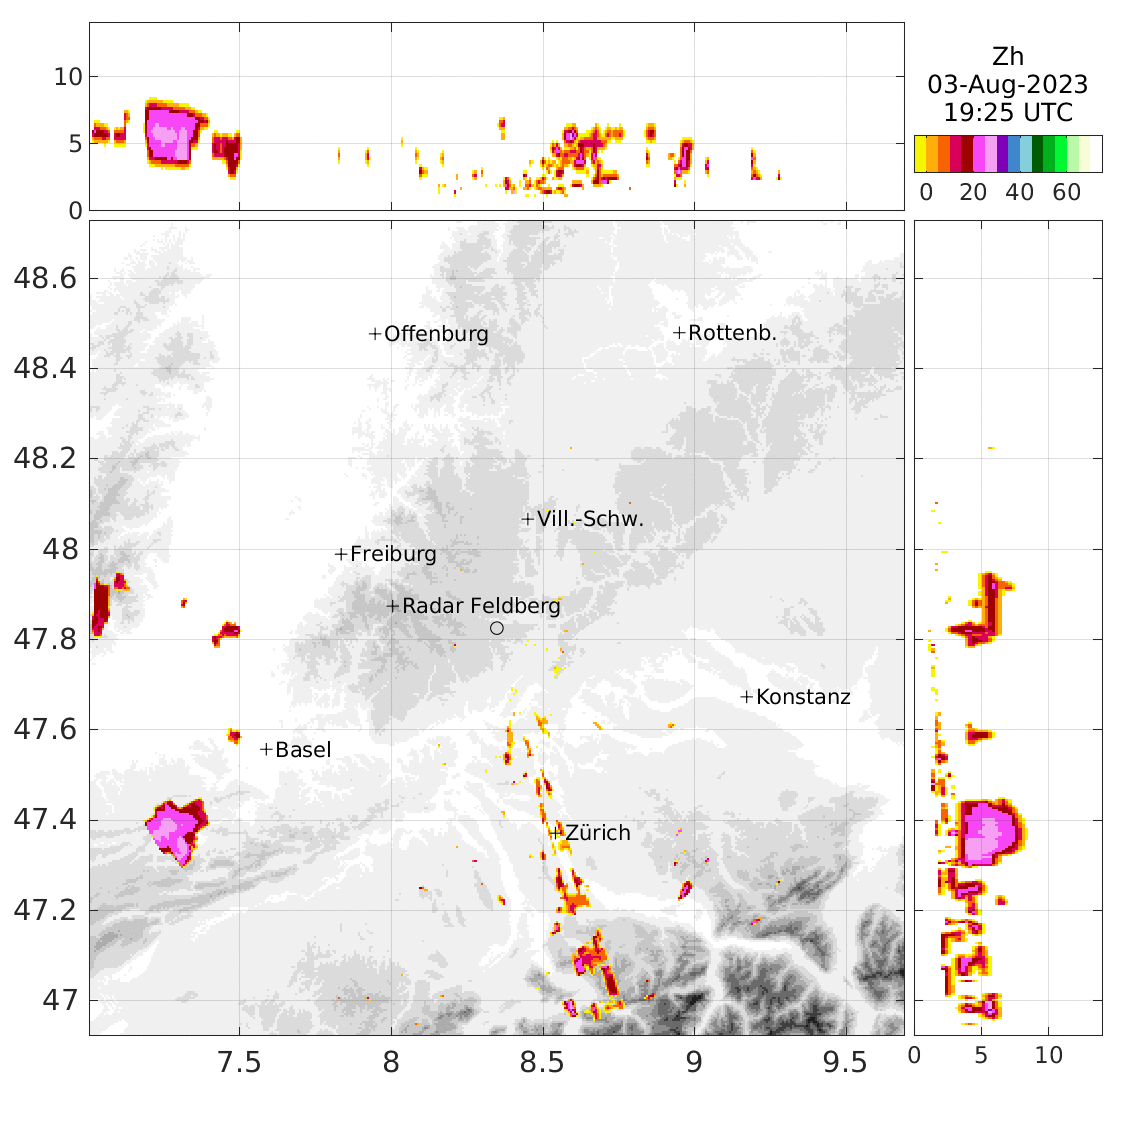 10
5
0
Zh
03-Aug-2023
19:25 UTC
0 20 40 60
48.6
48.4
48.2
48
47.8
47.6
47.4
47.2
47
Offenburg
Rottenb.
Vill.-Schw.
Freiburg
Radar Feldberg
Konstanz
Basel
Zürich
7.5 8 8.5 9 9.5
0 5 10